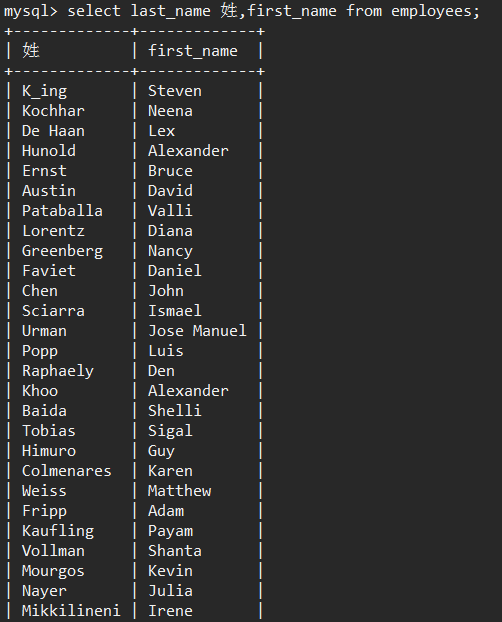 mysql> select last_name 姓,first_name from employees;
+-------------+-------------+
| 姓          | first_name  |
+-------------+-------------+
| K_ing       | Steven      |
| Kochhar     | Neena       |
| De Haan     | Lex         |
| Hunold      | Alexander   |
| Ernst       | Bruce       |
| Austin      | David       |
| Pataballa   | Valli       |
| Lorentz     | Diana       |
| Greenberg   | Nancy       |
| Faviet      | Daniel      |
| Chen        | John        |
| Sciarra     | Ismael      |
| Urman       | Jose Manuel |
| Popp        | Luis        |
| Raphaely    | Den         |
| Khoo        | Alexander   |
| Baida       | Shelli      |
| Tobias      | Sigal       |
| Himuro      | Guy         |
| Colmenares  | Karen       |
| Weiss       | Matthew     |
| Fripp       | Adam        |
| Kaufling    | Payam       |
| Vollman     | Shanta      |
| Mourgos     | Kevin       |
| Nayer       | Julia       |
| Mikkilineni | Irene       |